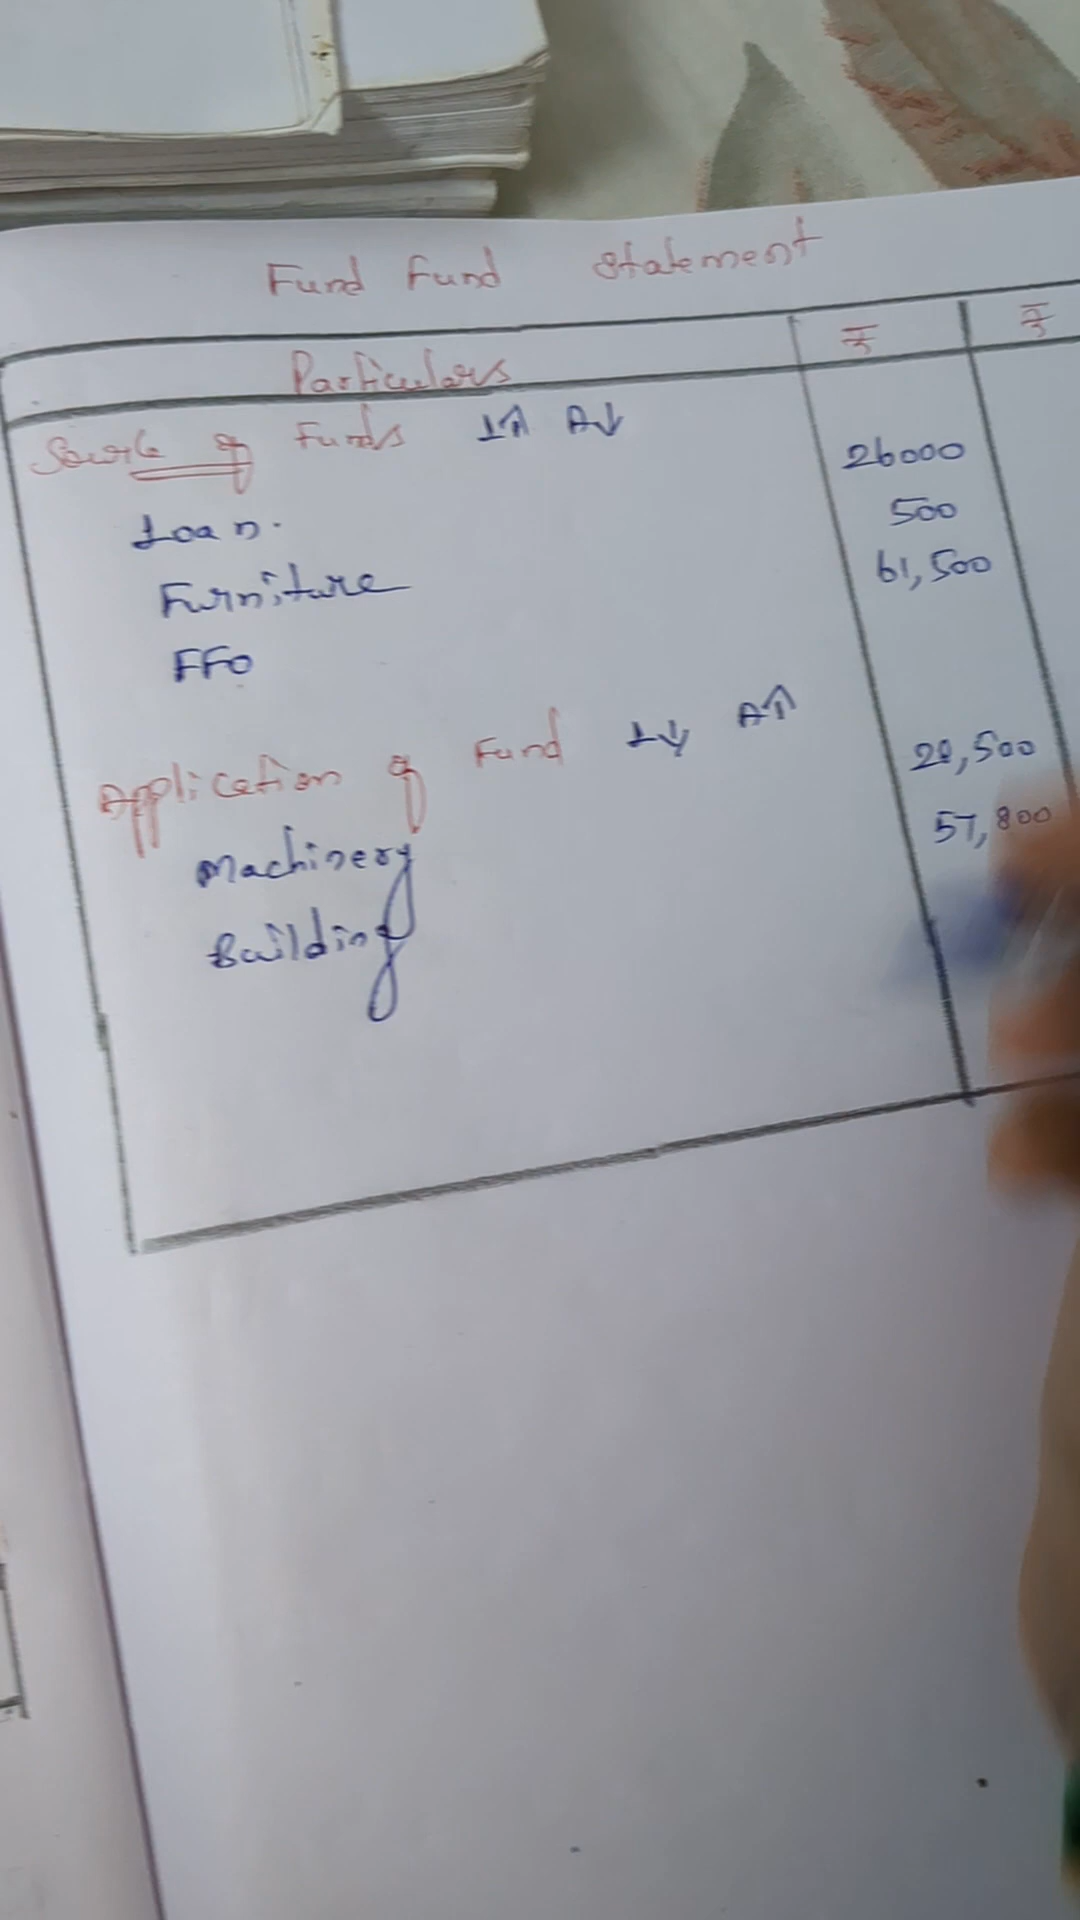 Fund Fund Statement
Particulars ₹ ₹
Source of Funds L↑ A↓
Loan. 26000
Furniture 500
FFO 61,500
Application of Fund L↓ A↑
Machinery 28,500
Building 57,800